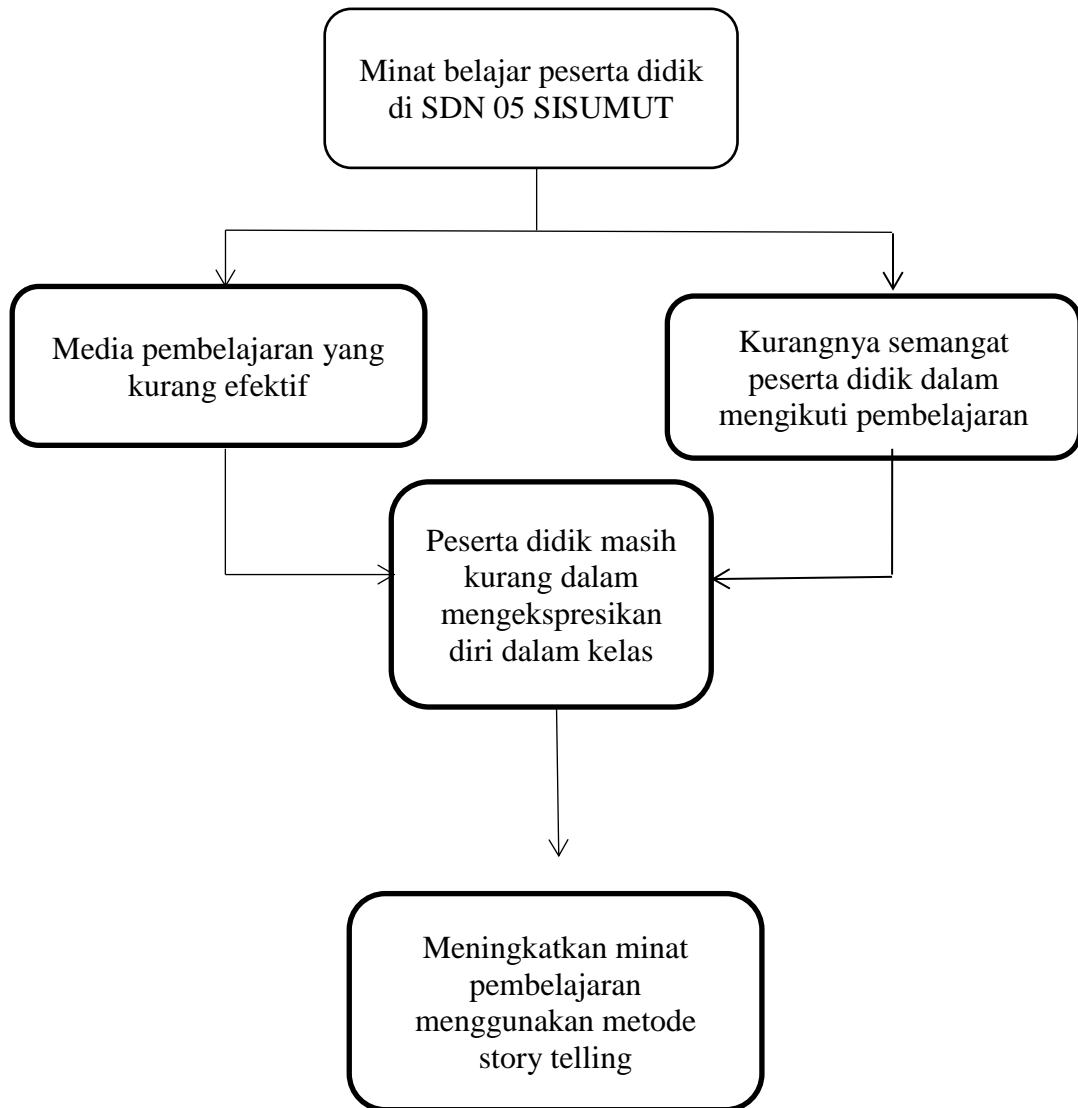 Minat belajar peserta didik
di SDN 05 SISUMUT
Media pembelajaran yang
kurang efektif
Kurangnya semangat
peserta didik dalam
mengikuti pembelajaran
Peserta didik masih
kurang dalam
mengekspresikan
diri dalam kelas
Meningkatkan minat
pembelajaran
menggunakan metode
story telling